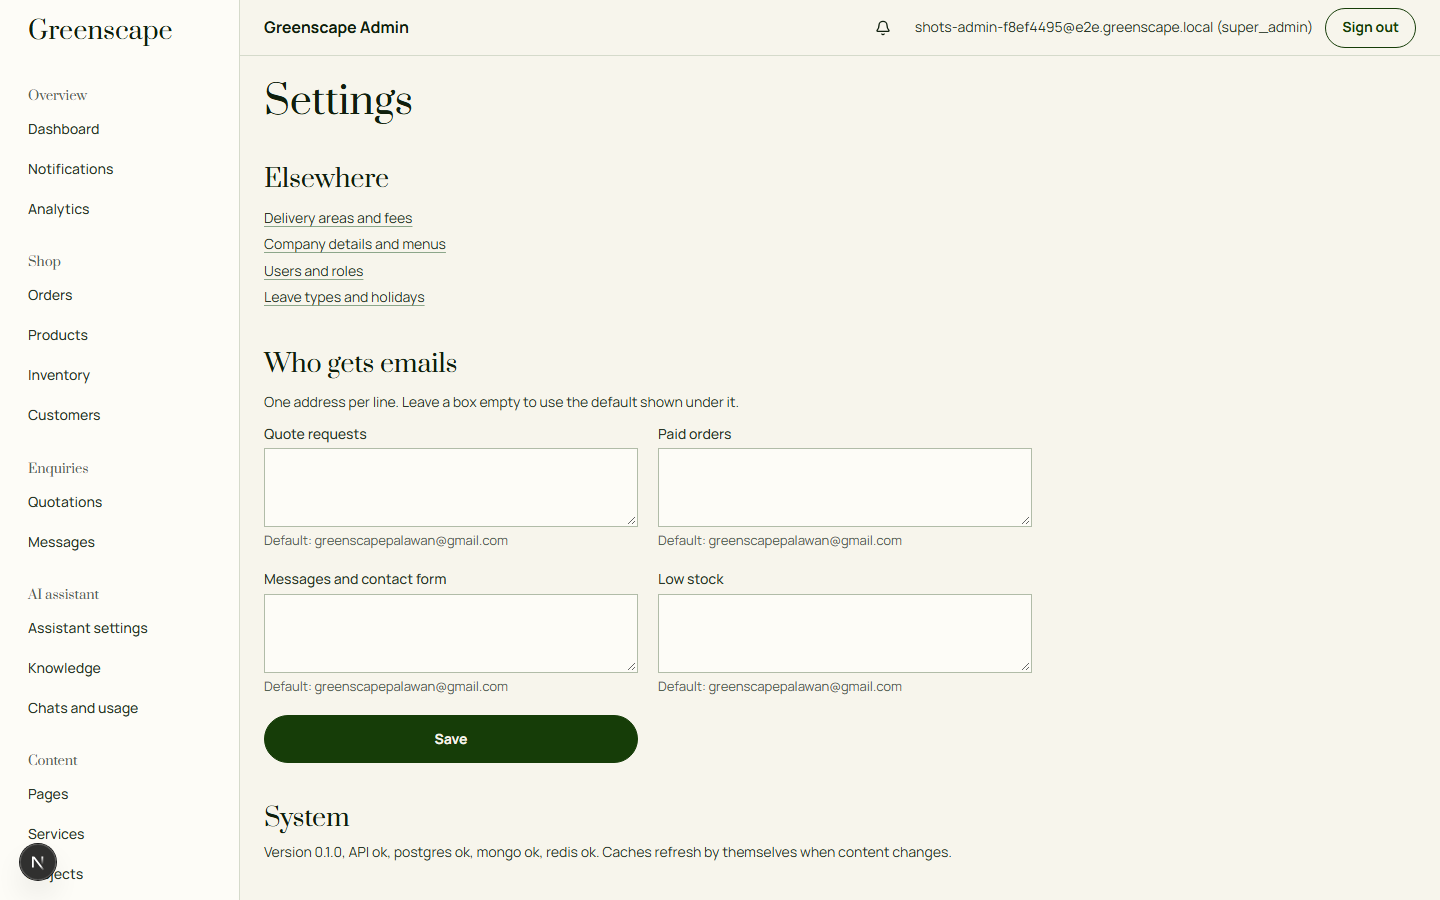 Greenscape
Overview
Dashboard
Notifications
Analytics
Shop
Orders
Products
Inventory
Customers
Enquiries
Quotations
Messages
AI assistant
Assistant settings
Knowledge
Chats and usage
Content
Pages
Services
jects
N
Greenscape Admin
shots-admin-f8ef4495@e2e.greenscape.local (super_admin)
Sign out
Settings
Elsewhere
Delivery areas and fees
Company details and menus
Users and roles
Leave types and holidays
Who gets emails
One address per line. Leave a box empty to use the default shown under it.
Quote requests
Paid orders
Default: greenscapepalawan@gmail.com
Default: greenscapepalawan@gmail.com
Messages and contact form
Low stock
Default: greenscapepalawan@gmail.com
Default: greenscapepalawan@gmail.com
Save
System
Version 0.1.0, API ok, postgres ok, mongo ok, redis ok. Caches refresh by themselves when content changes.